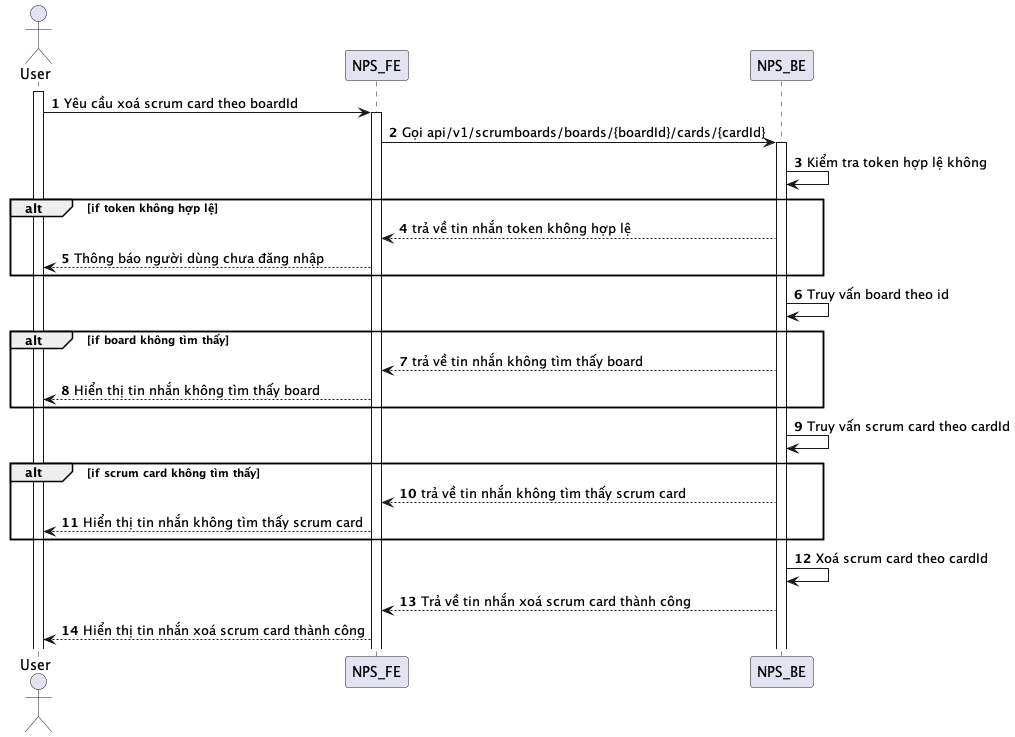 User
NPS_FE
NPS_BE
1 Yêu cầu xoá scrum card theo boardId
2 Gọi api/v1/scrumboards/boards/{boardId}/cards/{cardId}
3 Kiểm tra token hợp lệ không
alt [if token không hợp lệ]
4 trả về tin nhắn token không hợp lệ
5 Thông báo người dùng chưa đăng nhập
6 Truy vấn board theo id
alt [if board không tìm thấy]
7 trả về tin nhắn không tìm thấy board
8 Hiển thị tin nhắn không tìm thấy board
9 Truy vấn scrum card theo cardId
alt [if scrum card không tìm thấy]
10 trả về tin nhắn không tìm thấy scrum card
11 Hiển thị tin nhắn không tìm thấy scrum card
12 Xoá scrum card theo cardId
13 Trả về tin nhắn xoá scrum card thành công
14 Hiển thị tin nhắn xoá scrum card thành công
User
NPS_FE
NPS_BE